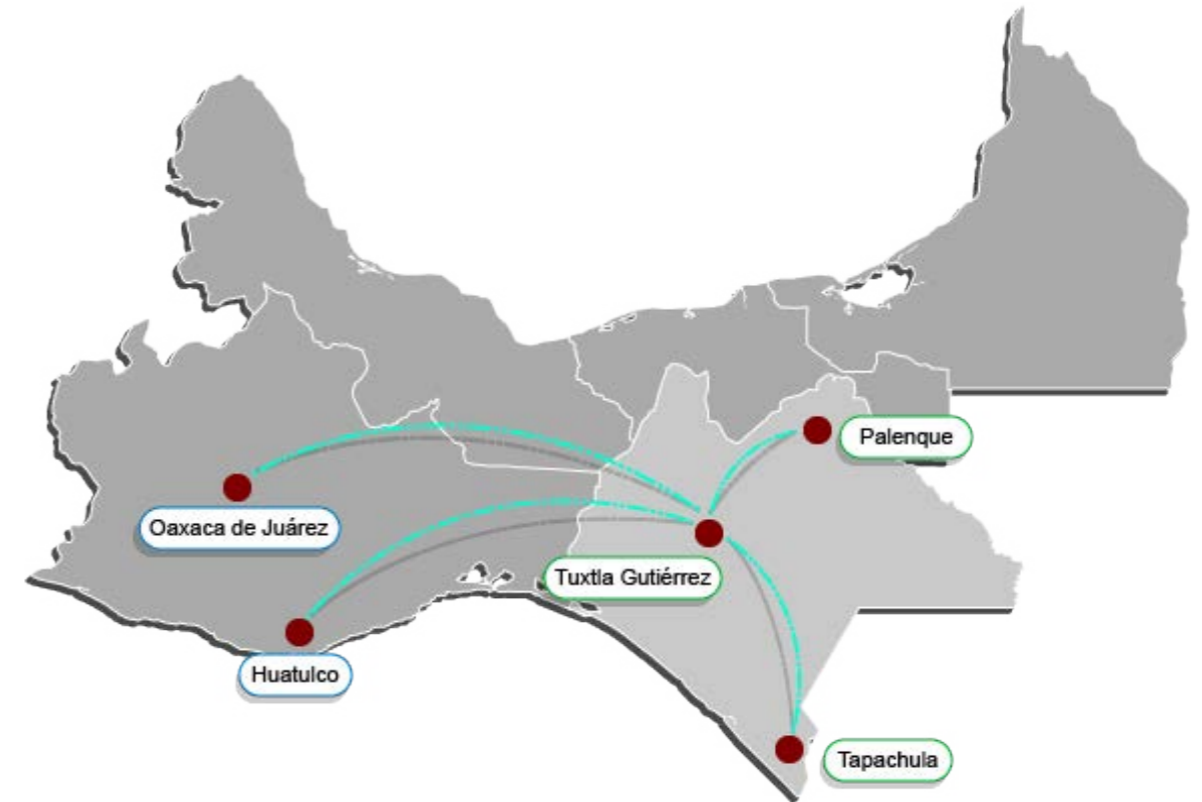 Palenque
Oaxaca de Juárez
Tuxtla Gutiérrez
Huatulco
Tapachula